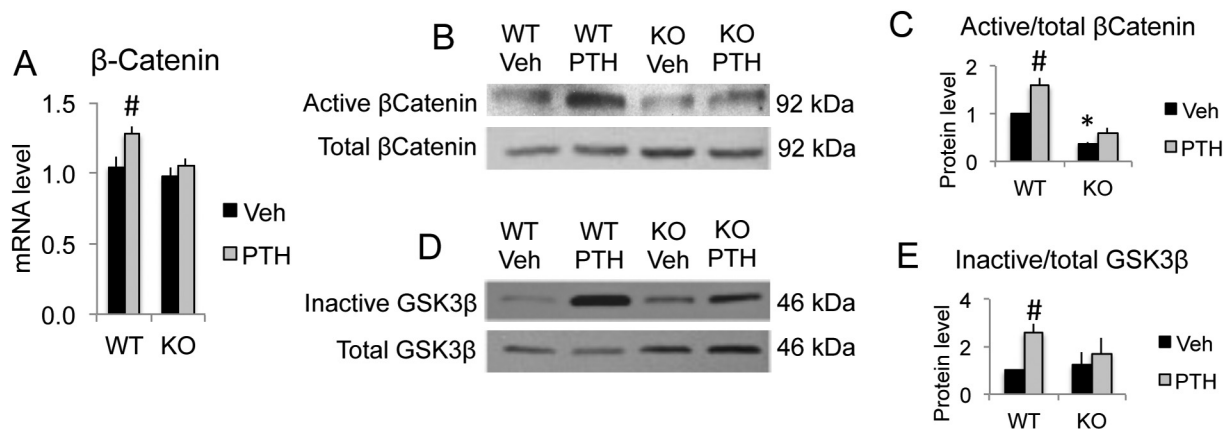 A
β-Catenin
#
1.5
1.0
0.5
0.0
mRNA level
WT KO
Veh
PTH
B
WT WT KO KO
Veh PTH Veh PTH
Active βCatenin 92 kDa
Total βCatenin 92 kDa
C
Active/total βCatenin
#
*
2
1
0
Protein level
WT KO
Veh
PTH
D
WT WT KO KO
Veh PTH Veh PTH
Inactive GSK3β 46 kDa
Total GSK3β 46 kDa
E
Inactive/total GSK3β
#
4
2
0
Protein level
WT KO
Veh
PTH